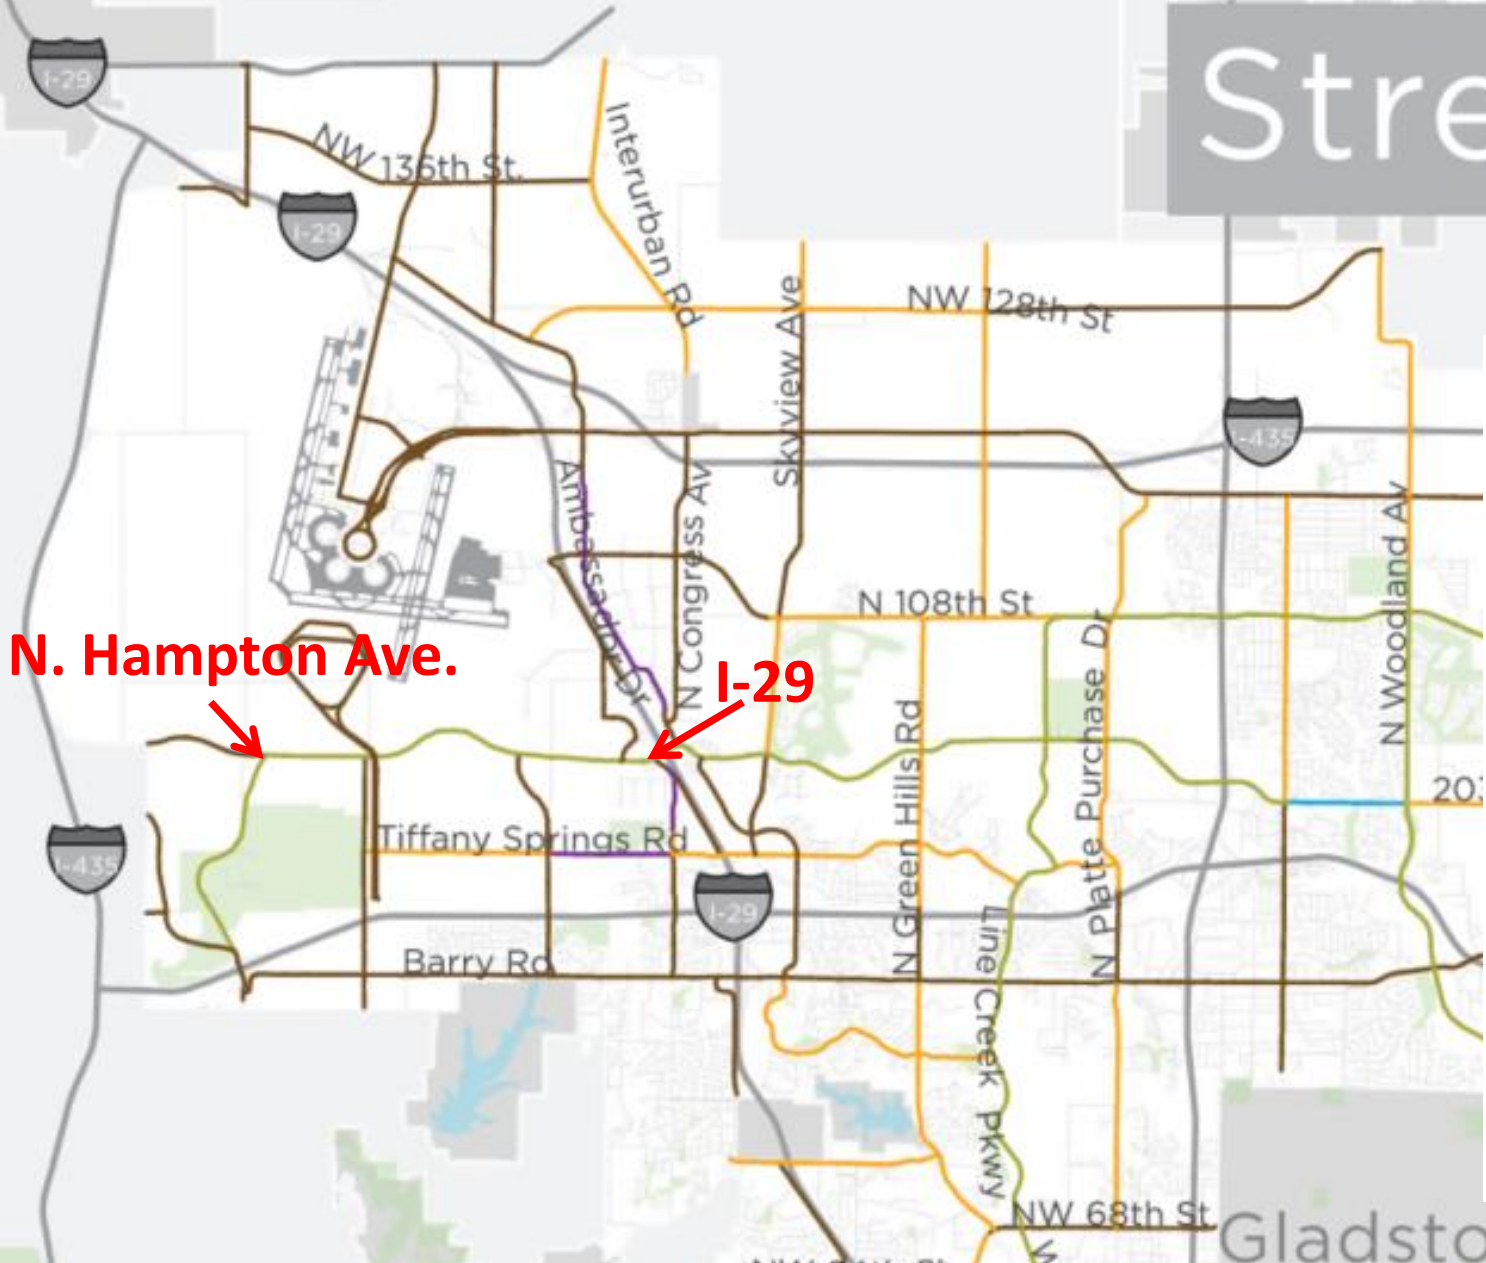 Stre
I-29
NW 136th St.
Interurban Rd
I-29
NW 128th St
Skyview Ave
I-435
Ambassador Dr
N Congress Av
N Woodland Av
N 108th St
N. Hampton Ave.
I-29
N Green Hills Rd
N Platte Purchase Dr
203
Tiffany Springs Rd
I-435
I-29
Line Creek Pkwy
Barry Rd
NW 68th St
Gladsto